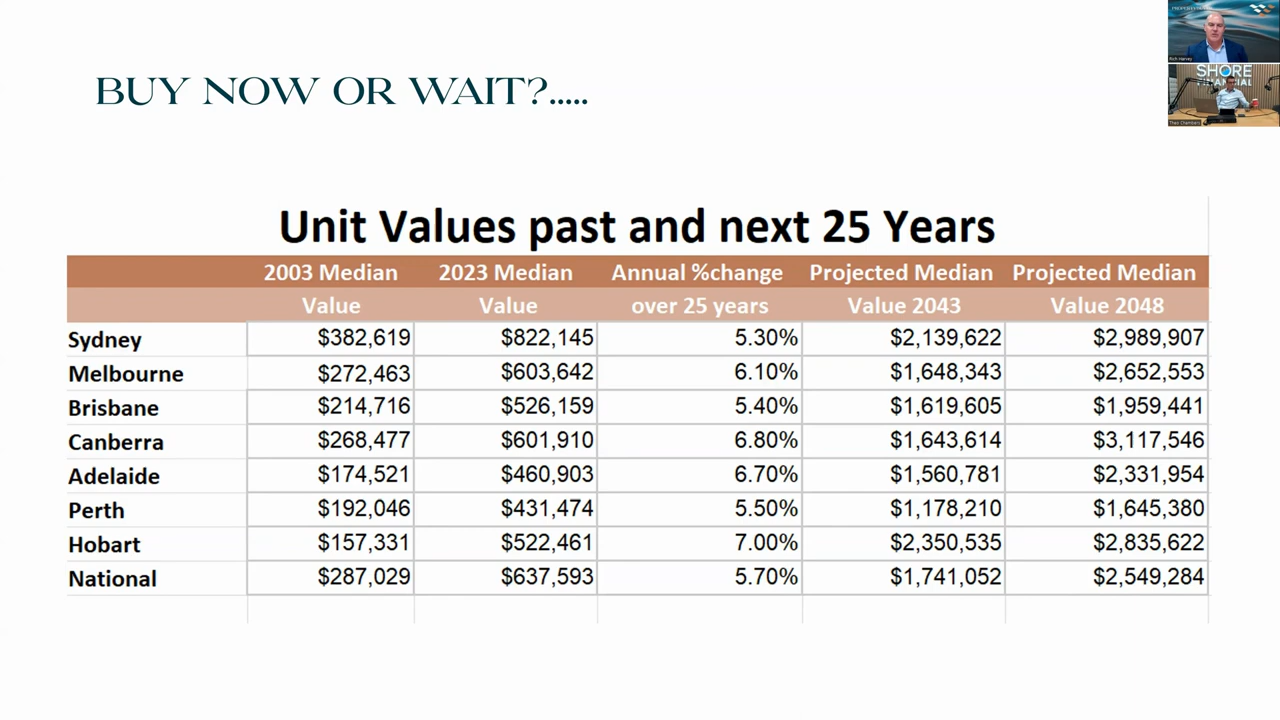 BUY NOW OR WAIT?.....
Rich Harvey
SHORE
FINANCIAL
Theo Chambers
Unit Values past and next 25 Years
2003 Median 2023 Median Annual %change Projected Median Projected Median
Value Value over 25 years Value 2043 Value 2048
Sydney $382,619 $822,145 5.30% $2,139,622 $2,989,907
Melbourne $272,463 $603,642 6.10% $1,648,343 $2,652,553
Brisbane $214,716 $526,159 5.40% $1,619,605 $1,959,441
Canberra $268,477 $601,910 6.80% $1,643,614 $3,117,546
Adelaide $174,521 $460,903 6.70% $1,560,781 $2,331,954
Perth $192,046 $431,474 5.50% $1,178,210 $1,645,380
Hobart $157,331 $522,461 7.00% $2,350,535 $2,835,622
National $287,029 $637,593 5.70% $1,741,052 $2,549,284